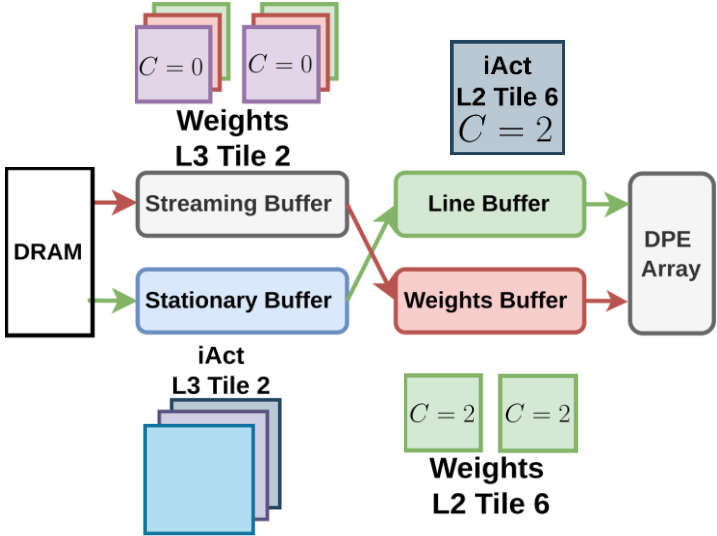 C = 0
C = 0
Weights
L3 Tile 2
iAct
L2 Tile 6
C = 2
DRAM
Streaming Buffer
Line Buffer
DPE
Array
Stationary Buffer
Weights Buffer
iAct
L3 Tile 2
C = 2
C = 2
Weights
L2 Tile 6